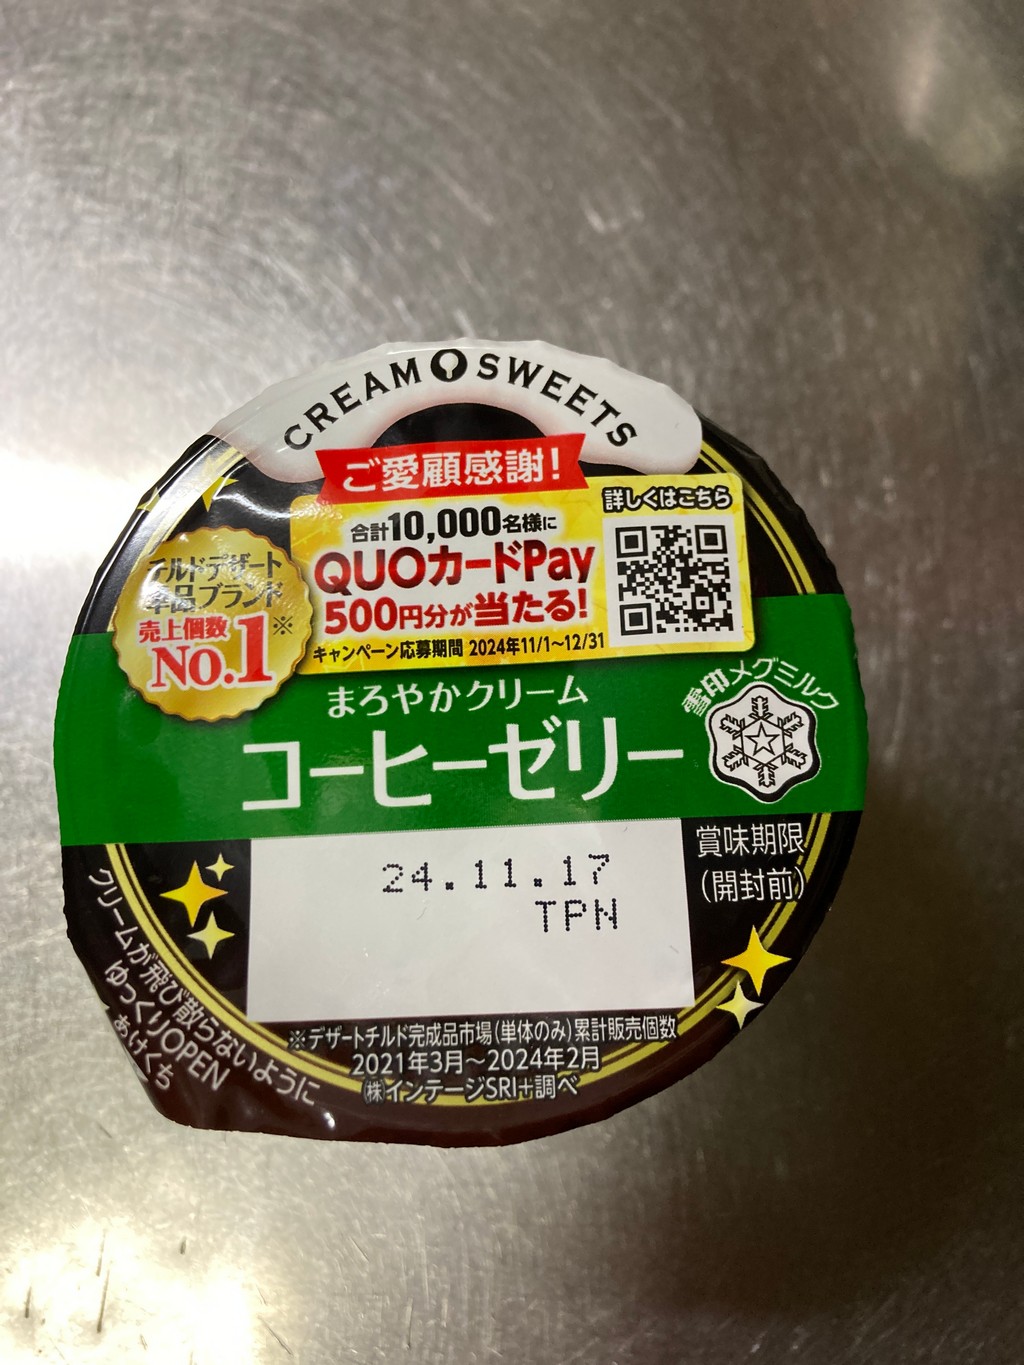 CREAM SWEETS
ご愛顧感謝!
合計10,000名様に
QUOカードPay
500円分が当たる!
キャンペーン応募期間 2024年11/1~12/31
詳しくはこちら
チルドデザート
単品ブランド
売上個数※
No.1
まろやかクリーム
コーヒーゼリー
雪印メグミルク
24.11.17
TPN
賞味期限
(開封前)
※デザートチルド完成品市場(単体のみ)累計販売個数
2021年3月~2024年2月
㈱インテージSRI+調べ
クリームが飛び散らないように
ゆっくりOPEN
あけくち